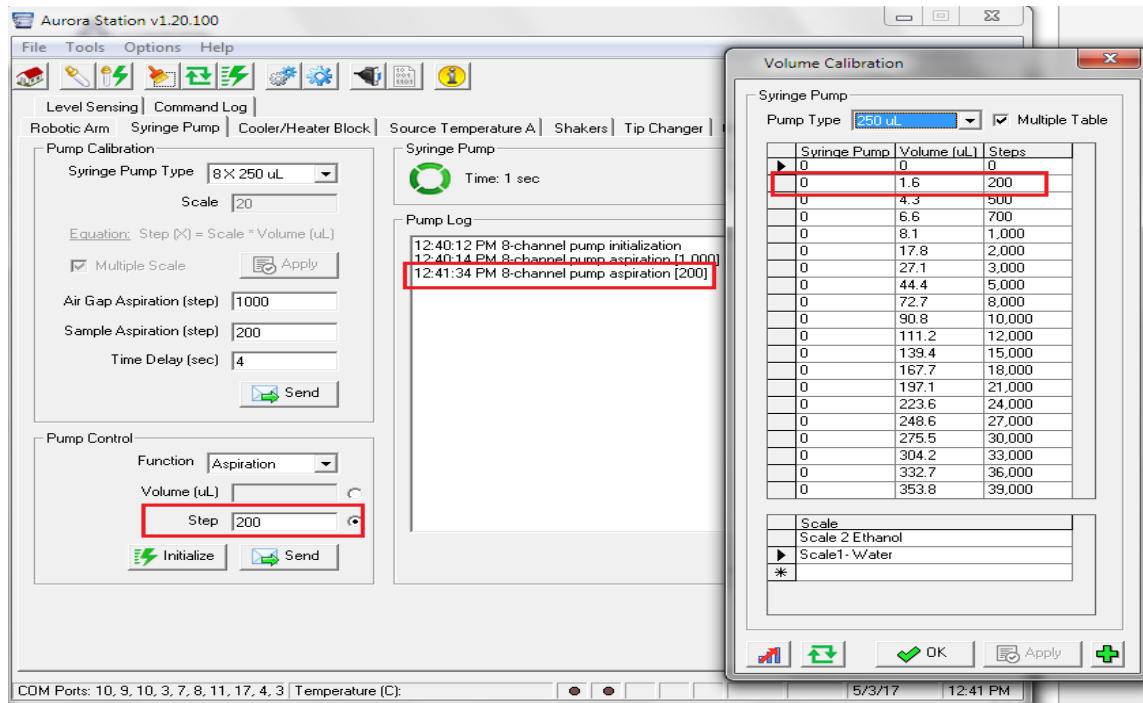 Aurora Station v1.20.100
File Tools Options Help
Level Sensing Command Log
Robotic Arm Syringe Pump Cooler/Heater Block Source Temperature A Shakers Tip Changer
Pump Calibration
Syringe Pump Type 8 X 250 uL
Scale 20
Equation: Step (X) = Scale * Volume (uL)
Multiple Scale Apply
Air Gap Aspiration (step) 1000
Sample Aspiration (step) 200
Time Delay (sec) 4
Send
Pump Control
Function Aspiration
Volume (uL)
Step 200
Initialize Send
Syringe Pump
Time: 1 sec
Pump Log
12:40:12 PM 8-channel pump initialization
12:40:14 PM 8-channel pump aspiration [1,000]
12:41:34 PM 8-channel pump aspiration [200]
COM Ports: 10, 9, 10, 3, 7, 8, 11, 17, 4, 3 Temperature (C): 5/3/17 12:41 PM
Volume Calibration
Syringe Pump
Pump Type 250 uL Multiple Table
Syringe Pump Volume (uL) Steps
0 0 0
0 1.6 200
0 4.3 500
0 6.6 700
0 8.1 1,000
0 17.8 2,000
0 27.1 3,000
0 44.4 5,000
0 72.7 8,000
0 90.8 10,000
0 111.2 12,000
0 139.4 15,000
0 167.7 18,000
0 197.1 21,000
0 223.6 24,000
0 248.6 27,000
0 275.5 30,000
0 304.2 33,000
0 332.7 36,000
0 353.8 39,000
Scale
Scale 2 Ethanol
Scale1- Water
OK Apply